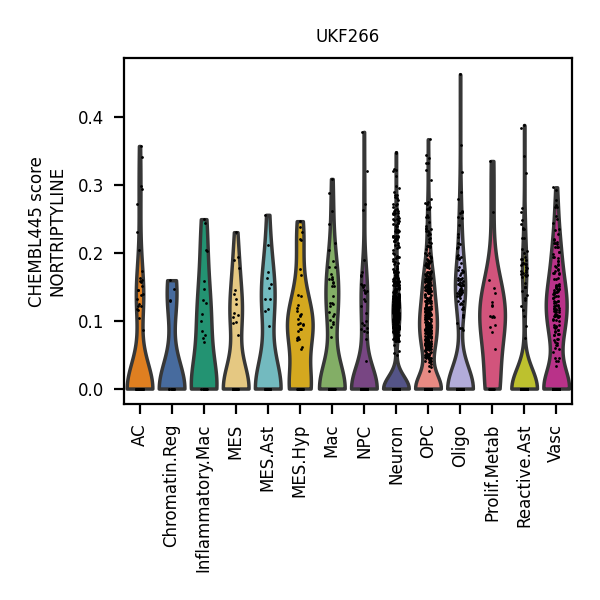 UKF266
CHEMBL445 score
NORTRIPTYLINE
0.4
0.3
0.2
0.1
0.0
AC
Chromatin.Reg
Inflammatory.Mac
MES
MES.Ast
MES.Hyp
Mac
NPC
Neuron
OPC
Oligo
Prolif.Metab
Reactive.Ast
Vasc